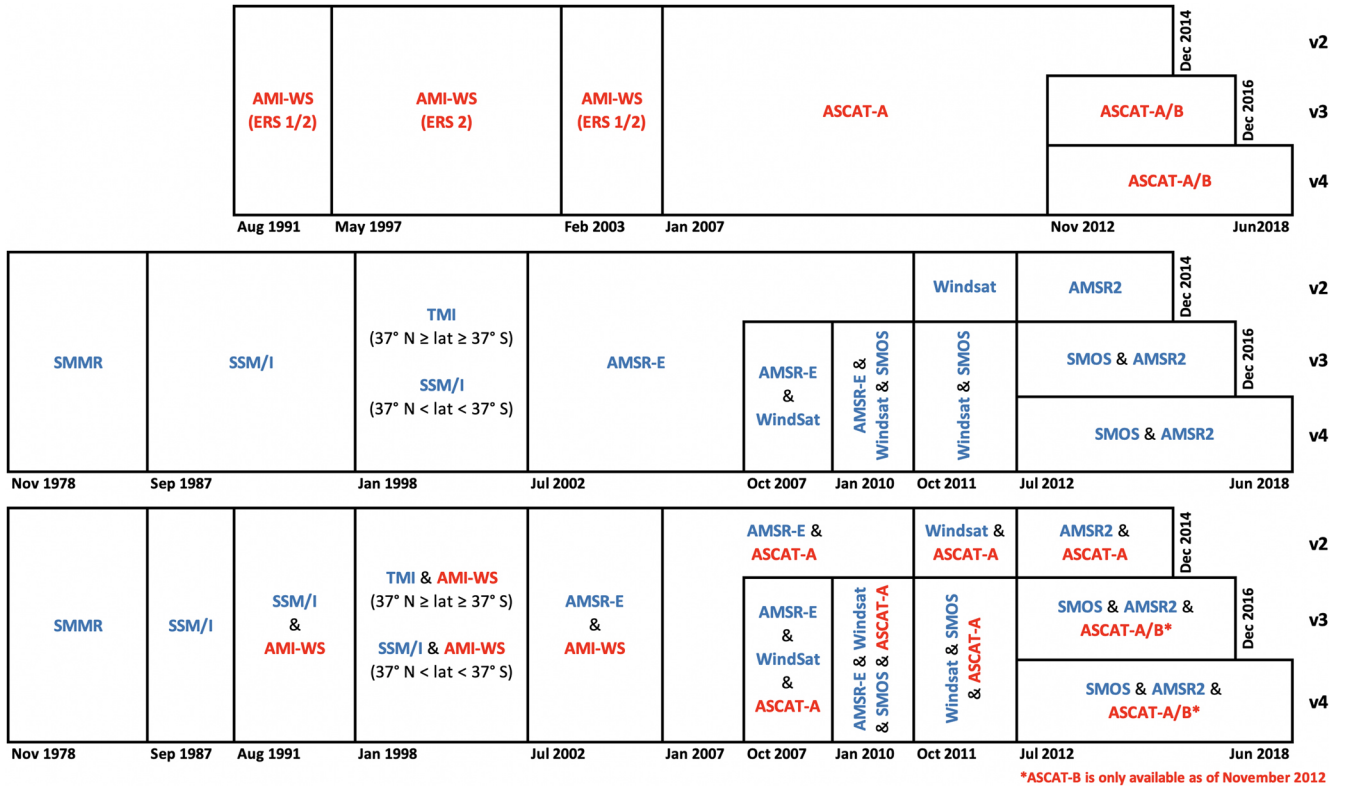 Dec 2014
v2
AMI-WS
(ERS 1/2)
AMI-WS
(ERS 2)
AMI-WS
(ERS 1/2)
ASCAT-A
ASCAT-A/B
Dec 2016
v3
ASCAT-A/B
v4
Aug 1991
May 1997
Feb 2003
Jan 2007
Nov 2012
Jun2018
Windsat
AMSR2
Dec 2014
v2
SMMR
SSM/I
TMI
(37° N ≥ lat ≥ 37° S)
SSM/I
(37° N < lat < 37° S)
AMSR-E
AMSR-E
&
WindSat
AMSR-E &
Windsat & SMOS
Windsat & SMOS
SMOS & AMSR2
Dec 2016
v3
SMOS & AMSR2
v4
Nov 1978
Sep 1987
Jan 1998
Jul 2002
Oct 2007
Jan 2010
Oct 2011
Jul 2012
Jun 2018
AMSR-E &
ASCAT-A
Windsat &
ASCAT-A
AMSR2 &
ASCAT-A
Dec 2014
v2
SMMR
SSM/I
SSM/I
&
AMI-WS
TMI & AMI-WS
(37° N ≥ lat ≥ 37° S)
SSM/I & AMI-WS
(37° N < lat < 37° S)
AMSR-E
&
AMI-WS
AMSR-E
&
WindSat
&
ASCAT-A
AMSR-E & Windsat
& SMOS & ASCAT-A
Windsat & SMOS
& ASCAT-A
SMOS & AMSR2 &
ASCAT-A/B*
Dec 2016
v3
SMOS & AMSR2 &
ASCAT-A/B*
v4
Nov 1978
Sep 1987
Aug 1991
Jan 1998
Jul 2002
Jan 2007
Oct 2007
Jan 2010
Oct 2011
Jul 2012
Jun 2018
*ASCAT-B is only available as of November 2012